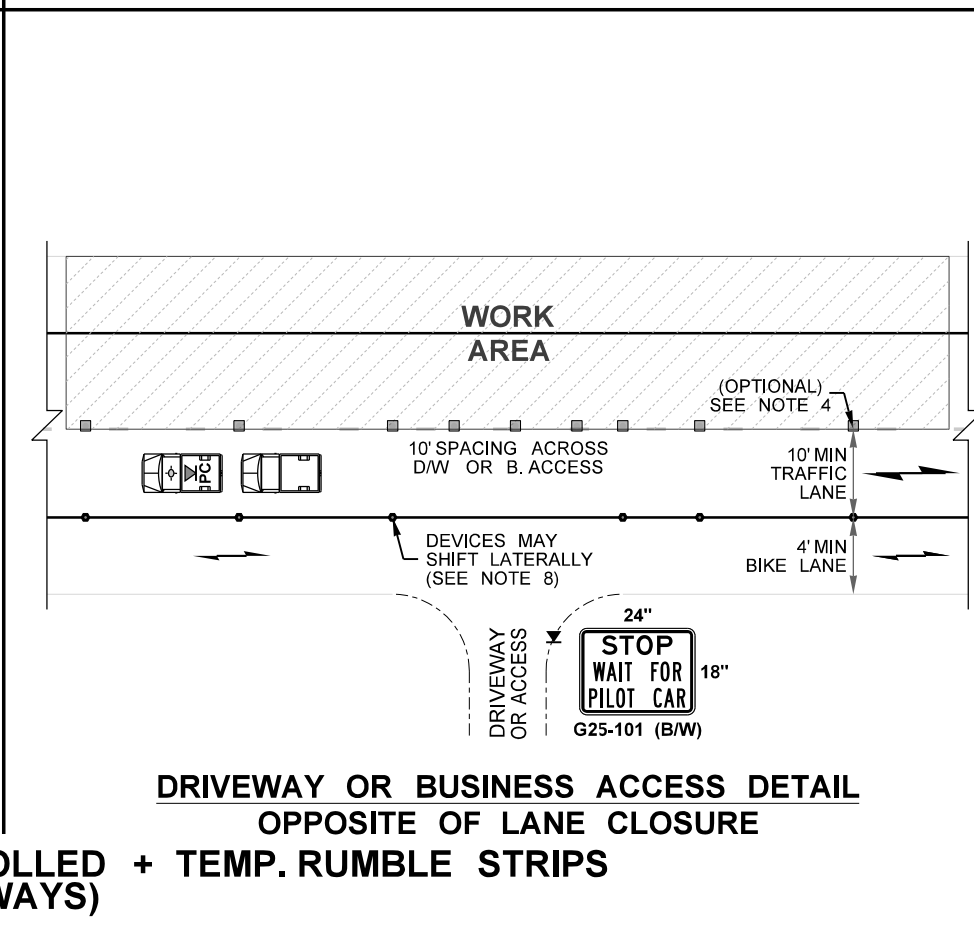 WORK
AREA
(OPTIONAL)
SEE NOTE 4
10' SPACING ACROSS
D/W OR B. ACCESS
10' MIN
TRAFFIC
LANE
PC
DEVICES MAY
SHIFT LATERALLY
(SEE NOTE 8)
4' MIN
BIKE LANE
DRIVEWAY
OR ACCESS
24"
STOP
WAIT FOR
PILOT CAR
18"
G25-101 (B/W)
DRIVEWAY OR BUSINESS ACCESS DETAIL
OPPOSITE OF LANE CLOSURE
OLLED + TEMP. RUMBLE STRIPS
WAYS)